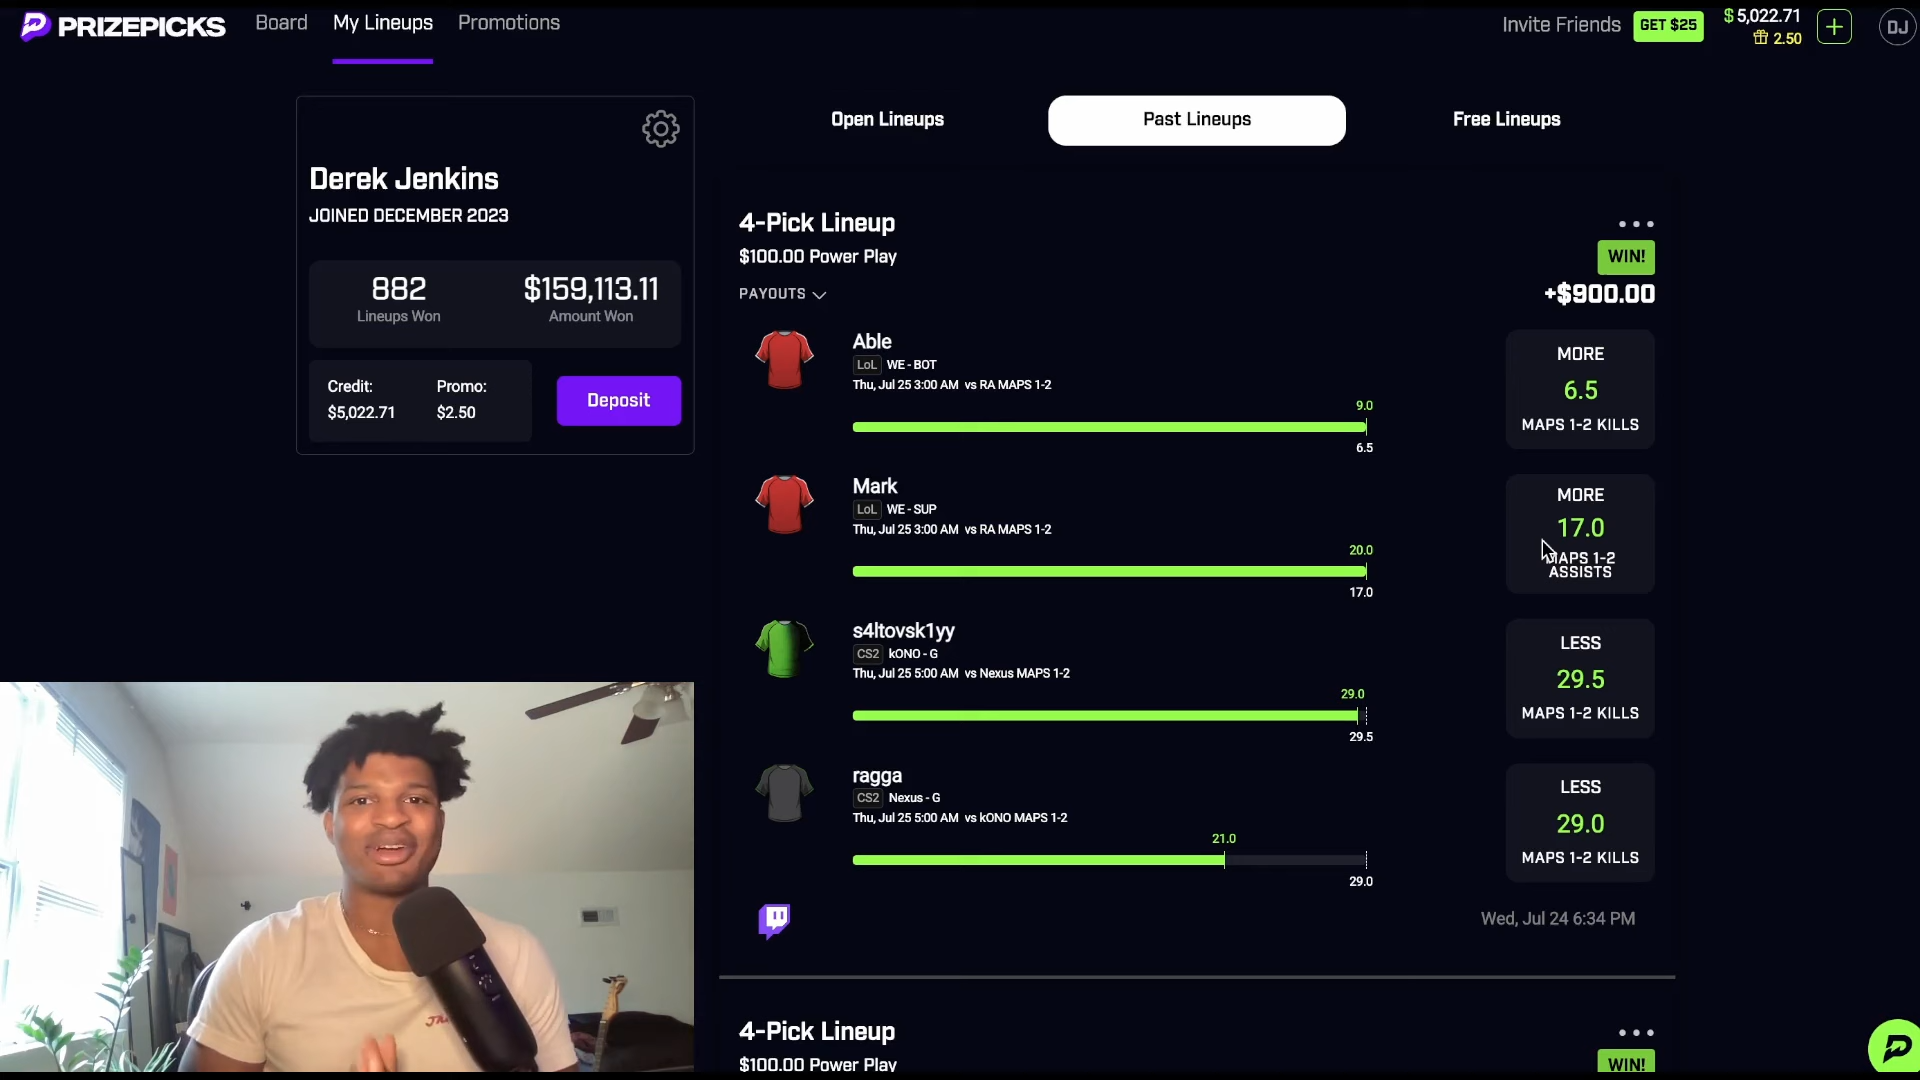 PRIZEPICKS
Board
My Lineups
Promotions
Invite Friends
GET $25
$5,022.71
2.50
DJ
Derek Jenkins
JOINED DECEMBER 2023
882
Lineups Won
$159,113.11
Amount Won
Credit:
$5,022.71
Promo:
$2.50
Deposit
Open Lineups
Past Lineups
Free Lineups
4-Pick Lineup
$100.00 Power Play
WIN!
PAYOUTS
+$900.00
Able
LoL WE - BOT
Thu, Jul 25 3:00 AM vs RA MAPS 1-2
9.0
6.5
MORE
6.5
MAPS 1-2 KILLS
Mark
LoL WE - SUP
Thu, Jul 25 3:00 AM vs RA MAPS 1-2
20.0
17.0
MORE
17.0
MAPS 1-2
ASSISTS
s4ltovsk1yy
CS2 kONO - G
Thu, Jul 25 5:00 AM vs Nexus MAPS 1-2
29.0
29.5
LESS
29.5
MAPS 1-2 KILLS
ragga
CS2 Nexus - G
Thu, Jul 25 5:00 AM vs kONO MAPS 1-2
21.0
29.0
LESS
29.0
MAPS 1-2 KILLS
Wed, Jul 24 6:34 PM
4-Pick Lineup
$100.00 Power Play
WIN!